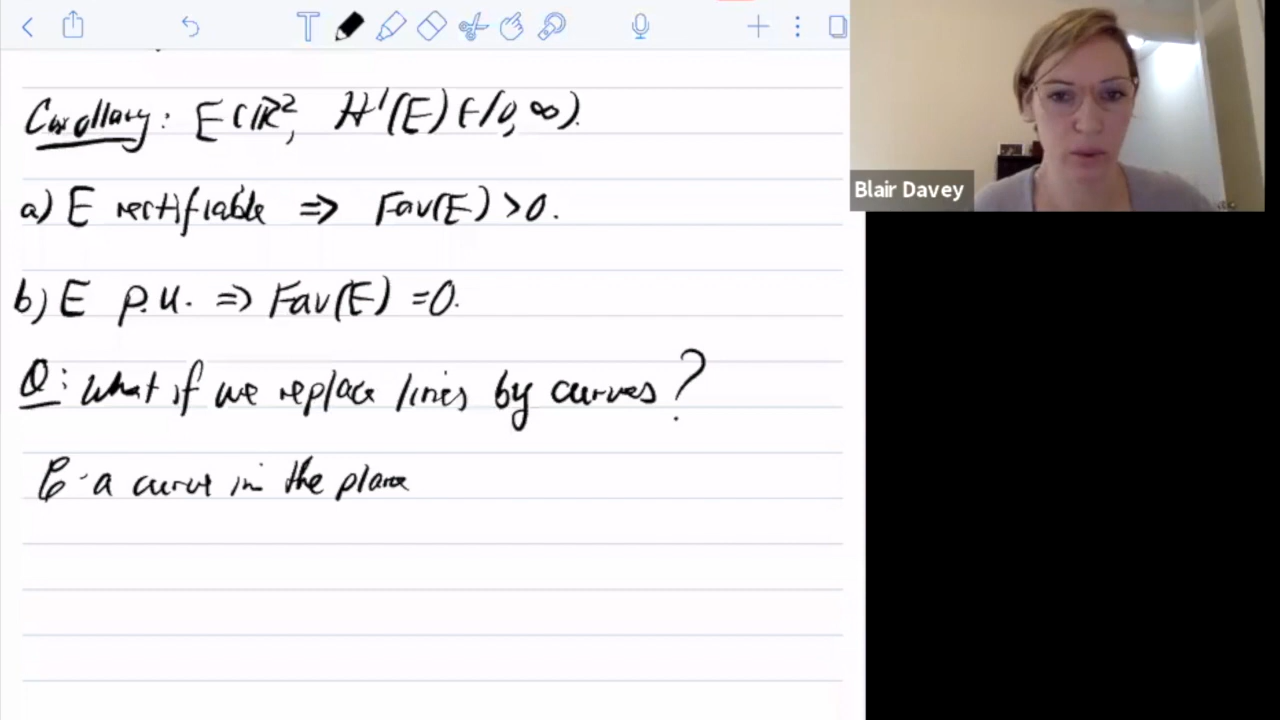 Corollary: E ⊂ ℝ², H¹(E) ∈ (0, ∞).
a) E rectifiable ⇒ Fav(E) > 0.
b) E p.u. ⇒ Fav(E) = 0.
Q: What if we replace lines by curves?
𝒞 - a curve in the plane
Blair Davey